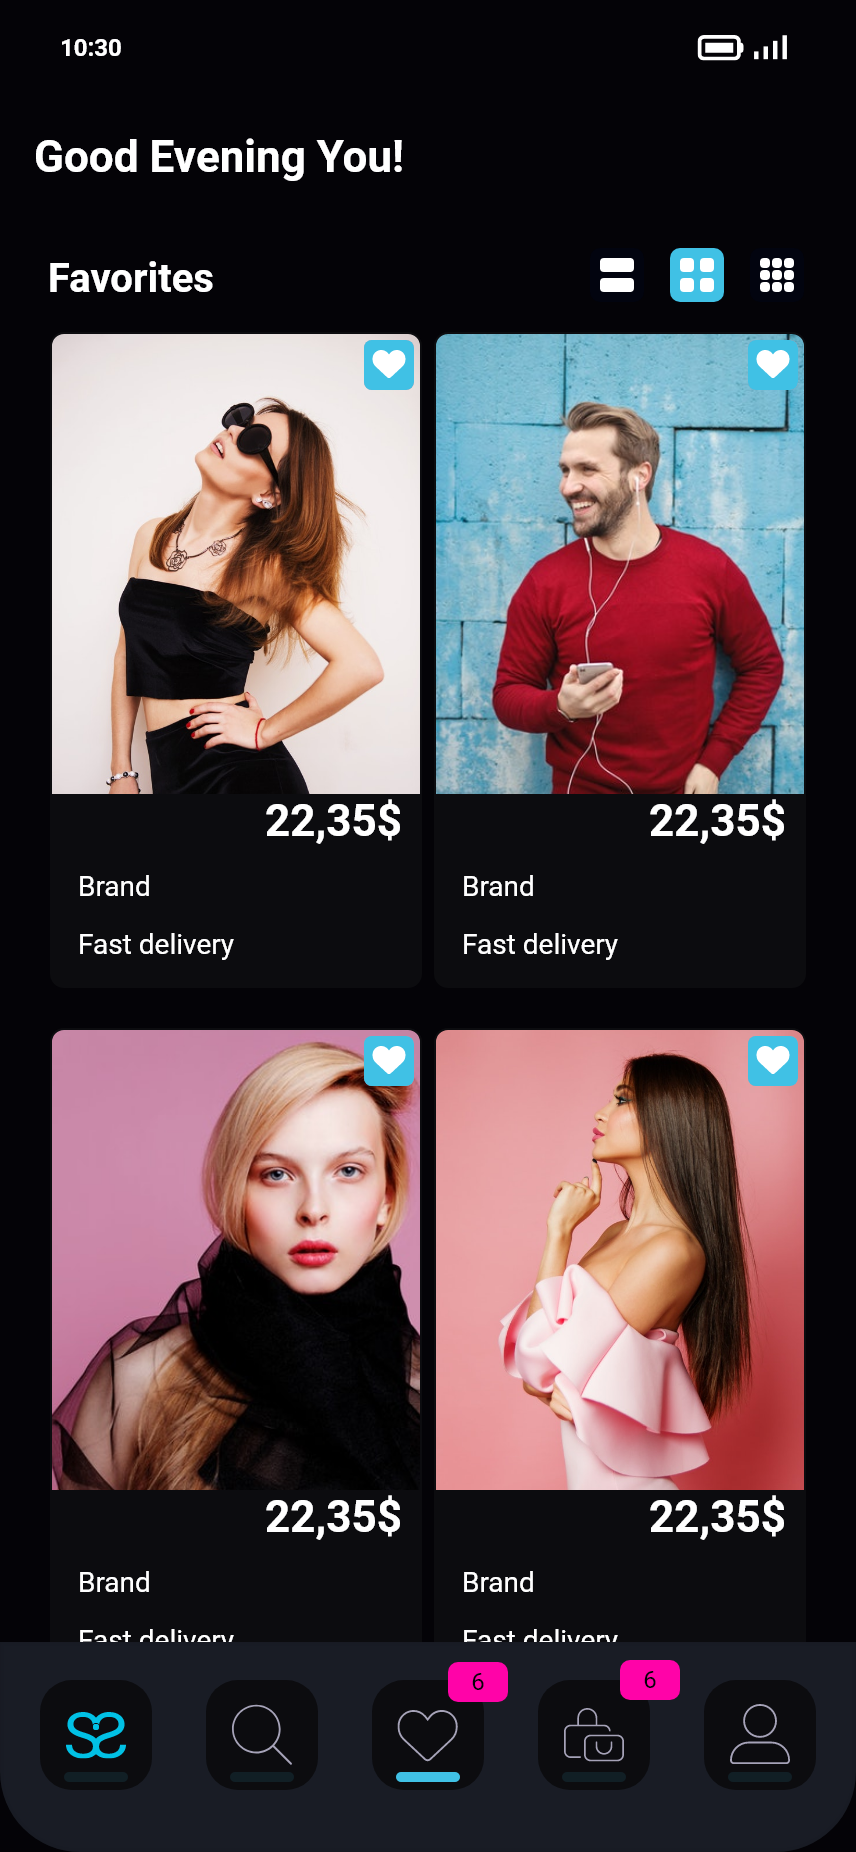 10:30
Good Evening You!
Favorites
22,35$ 22,35$
Brand Brand
Fast delivery Fast delivery
22,35$ 22,35$
Brand Brand
Fast delivery Fast delivery
6 6